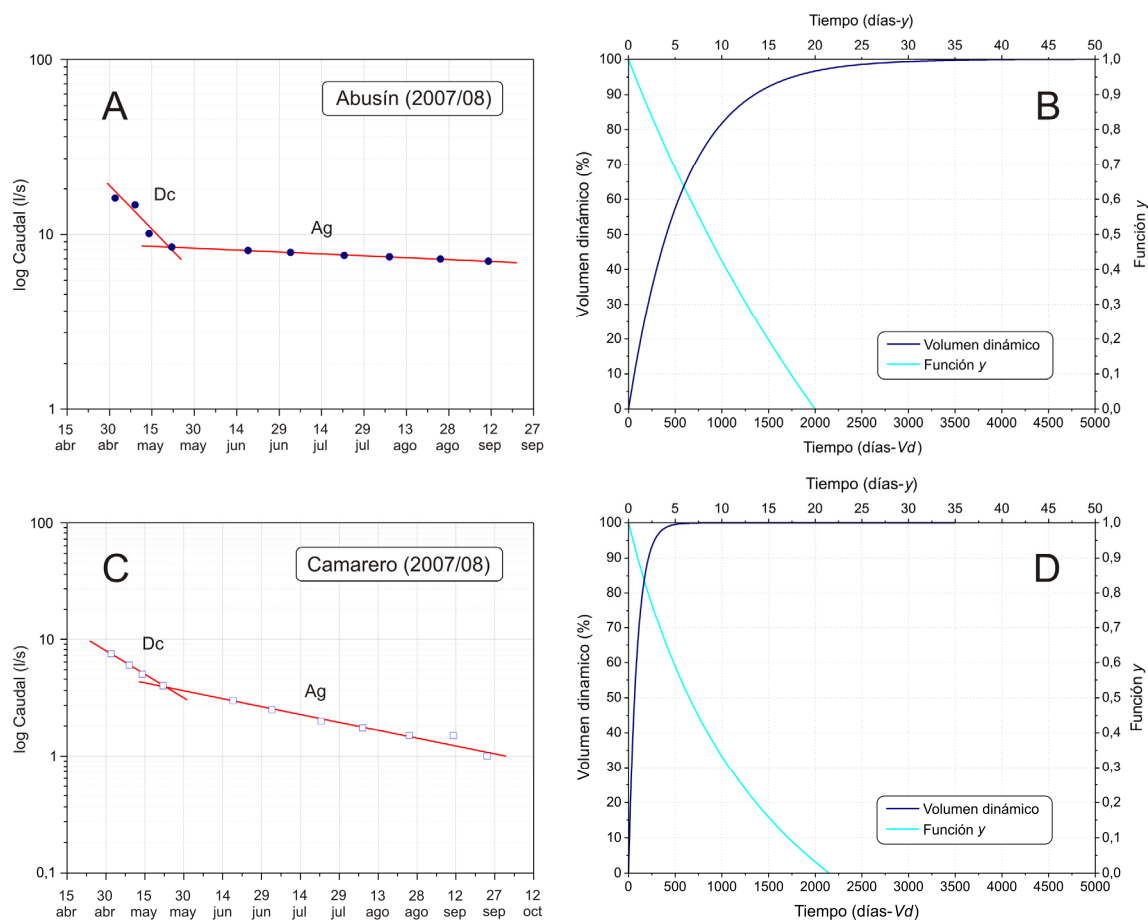 A
Abusín (2007/08)
log Caudal (l/s)
100
10
1
Dc
Ag
15 30 15 30 14 29 14 29 13 28 12 27
abr abr may may jun jun jul jul ago ago sep sep
B
Tiempo (días-y)
0 5 10 15 20 25 30 35 40 45 50
Volumen dinámico (%)
100
90
80
70
60
50
40
30
20
10
0
Función y
1,0
0,9
0,8
0,7
0,6
0,5
0,4
0,3
0,2
0,1
0,0
Volumen dinámico
Función y
0 500 1000 1500 2000 2500 3000 3500 4000 4500 5000
Tiempo (días-Vd)
C
Camarero (2007/08)
log Caudal (l/s)
100
10
1
0,1
Dc
Ag
15 30 15 30 14 29 14 29 13 28 12 27 12
abr abr may may jun jun jul jul ago ago sep sep oct
D
Tiempo (días-y)
0 5 10 15 20 25 30 35 40 45 50
Volumen dinamico (%)
100
90
80
70
60
50
40
30
20
10
0
Función y
1,0
0,9
0,8
0,7
0,6
0,5
0,4
0,3
0,2
0,1
0,0
Volumen dinámico
Función y
0 500 1000 1500 2000 2500 3000 3500 4000 4500 5000
Tiempo (días-Vd)